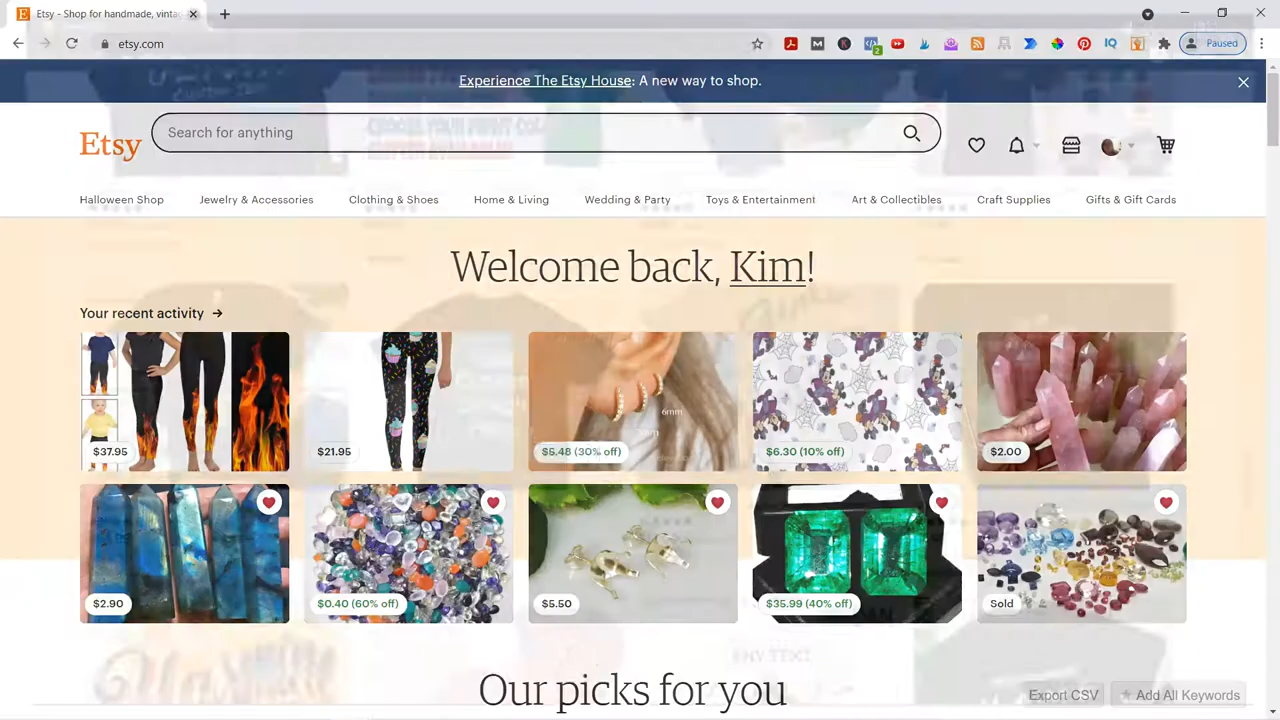 Etsy - Shop for handmade, vinta
etsy.com
2
Paused
Experience The Etsy House: A new way to shop.
Etsy
Search for anything
Halloween Shop
Jewelry & Accessories
Clothing & Shoes
Home & Living
Wedding & Party
Toys & Entertainment
Art & Collectibles
Craft Supplies
Gifts & Gift Cards
Welcome back, Kim!
Your recent activity →
$37.95
$21.95
6mm
$5.48 (30% off)
$6.30 (10% off)
$2.00
$2.90
$0.40 (60% off)
$5.50
$35.99 (40% off)
Sold
ANY TEXT
Our picks for you
Export CSV
Add All Keywords